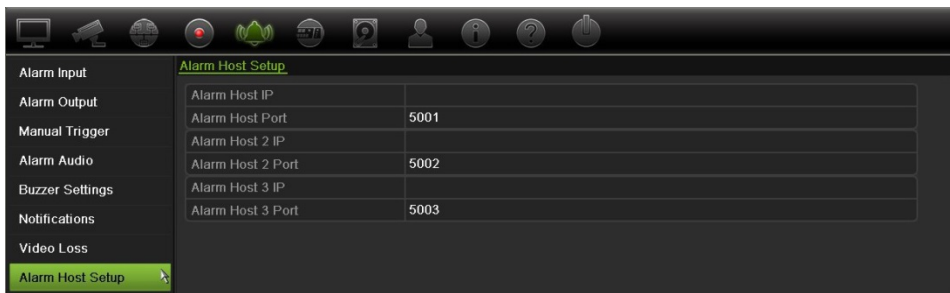 Alarm Input
Alarm Output
Manual Trigger
Alarm Audio
Buzzer Settings
Notifications
Video Loss
Alarm Host Setup
Alarm Host Setup
Alarm Host IP
Alarm Host Port 5001
Alarm Host 2 IP
Alarm Host 2 Port 5002
Alarm Host 3 IP
Alarm Host 3 Port 5003